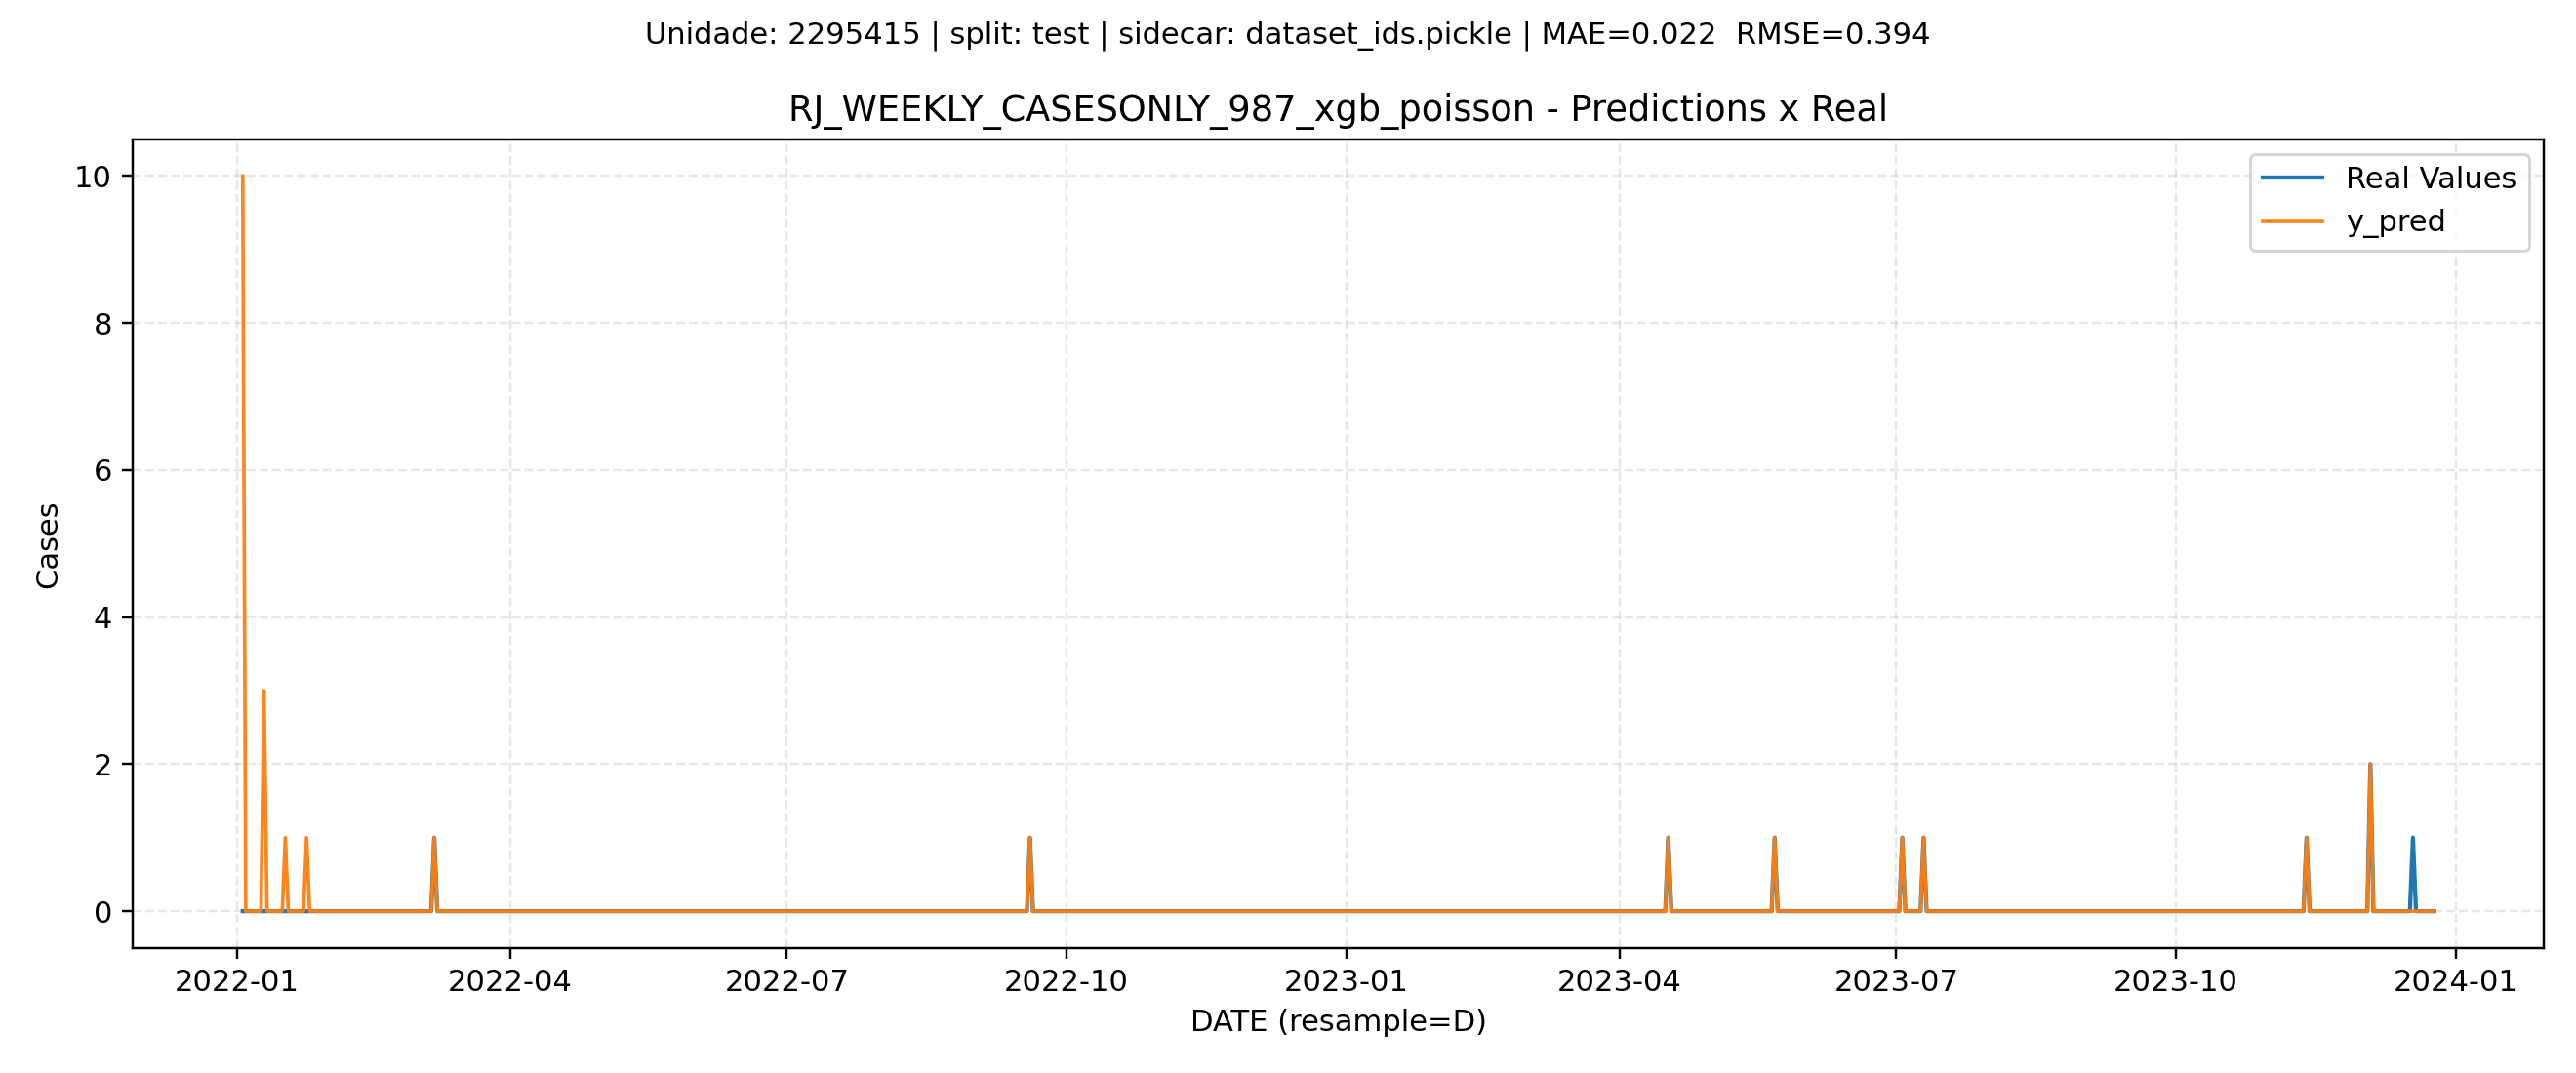 Unidade: 2295415 | split: test | sidecar: dataset_ids.pickle | MAE=0.022  RMSE=0.394
RJ_WEEKLY_CASESONLY_987_xgb_poisson - Predictions x Real
Real Values
y_pred
Cases
10
8
6
4
2
0
2022-01
2022-04
2022-07
2022-10
2023-01
2023-04
2023-07
2023-10
2024-01
DATE (resample=D)